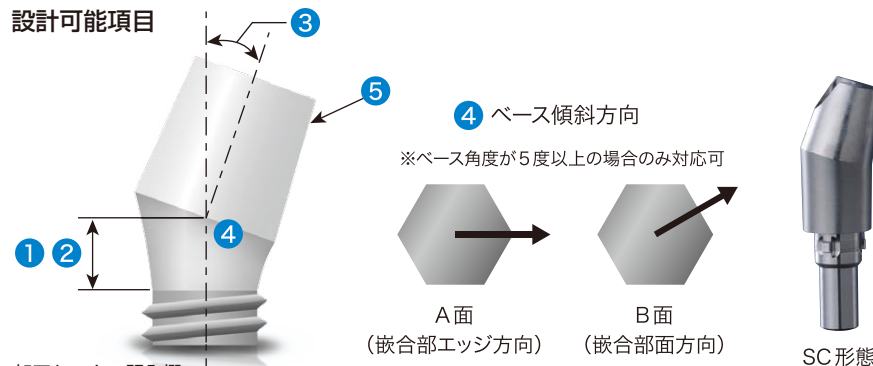 設計可能項目
3
5
4 ベース傾斜方向
※ベース角度が5度以上の場合のみ対応可
4
1 2
A面
(嵌合部エッジ方向)
B面
(嵌合部面方向)
SC形態